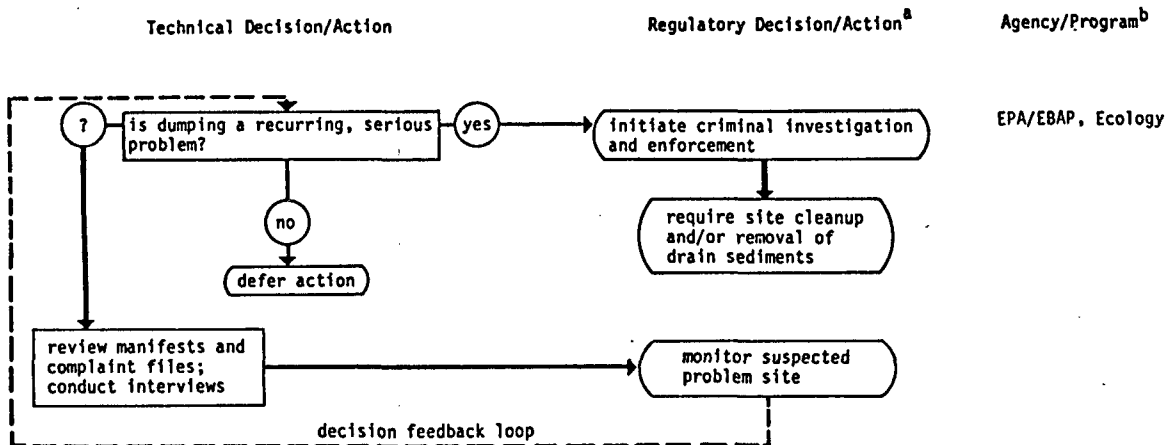 Technical Decision/Action
Regulatory Decision/Action^a
Agency/Program^b
?
is dumping a recurring, serious
problem?
yes
initiate criminal investigation
and enforcement
EPA/EBAP, Ecology
no
require site cleanup
and/or removal of
drain sediments
defer action
review manifests and
complaint files;
conduct interviews
monitor suspected
problem site
decision feedback loop